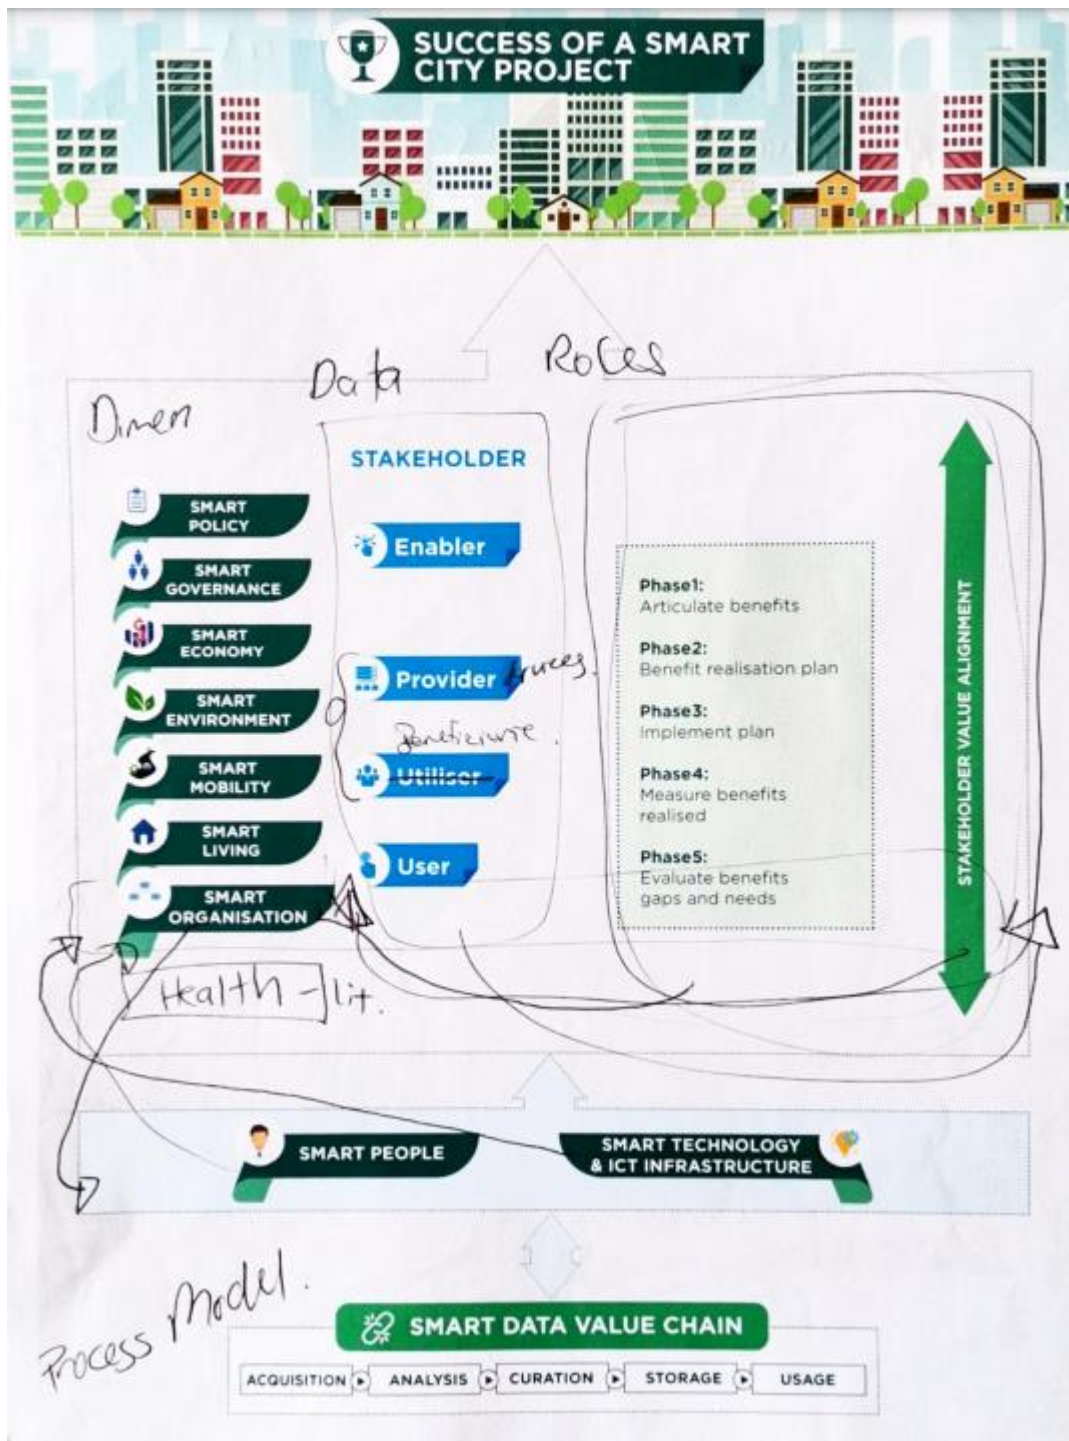 SUCCESS OF A SMART
CITY PROJECT
Data
Roles
Dimen
STAKEHOLDER
SMART
POLICY
SMART
GOVERNANCE
SMART
ECONOMY
SMART
ENVIRONMENT
SMART
MOBILITY
SMART
LIVING
SMART
ORGANISATION
Health - lit.
Enabler
Provider
Utiliser
User
Phase1:
Articulate benefits
Phase2:
Benefit realisation plan
Phase3:
Implement plan
Phase4:
Measure benefits
realised
Phase5:
Evaluate benefits
gaps and needs
STAKEHOLDER VALUE ALIGNMENT
SMART PEOPLE
SMART TECHNOLOGY
& ICT INFRASTRUCTURE
Process Model.
SMART DATA VALUE CHAIN
ACQUISITION
ANALYSIS
CURATION
STORAGE
USAGE